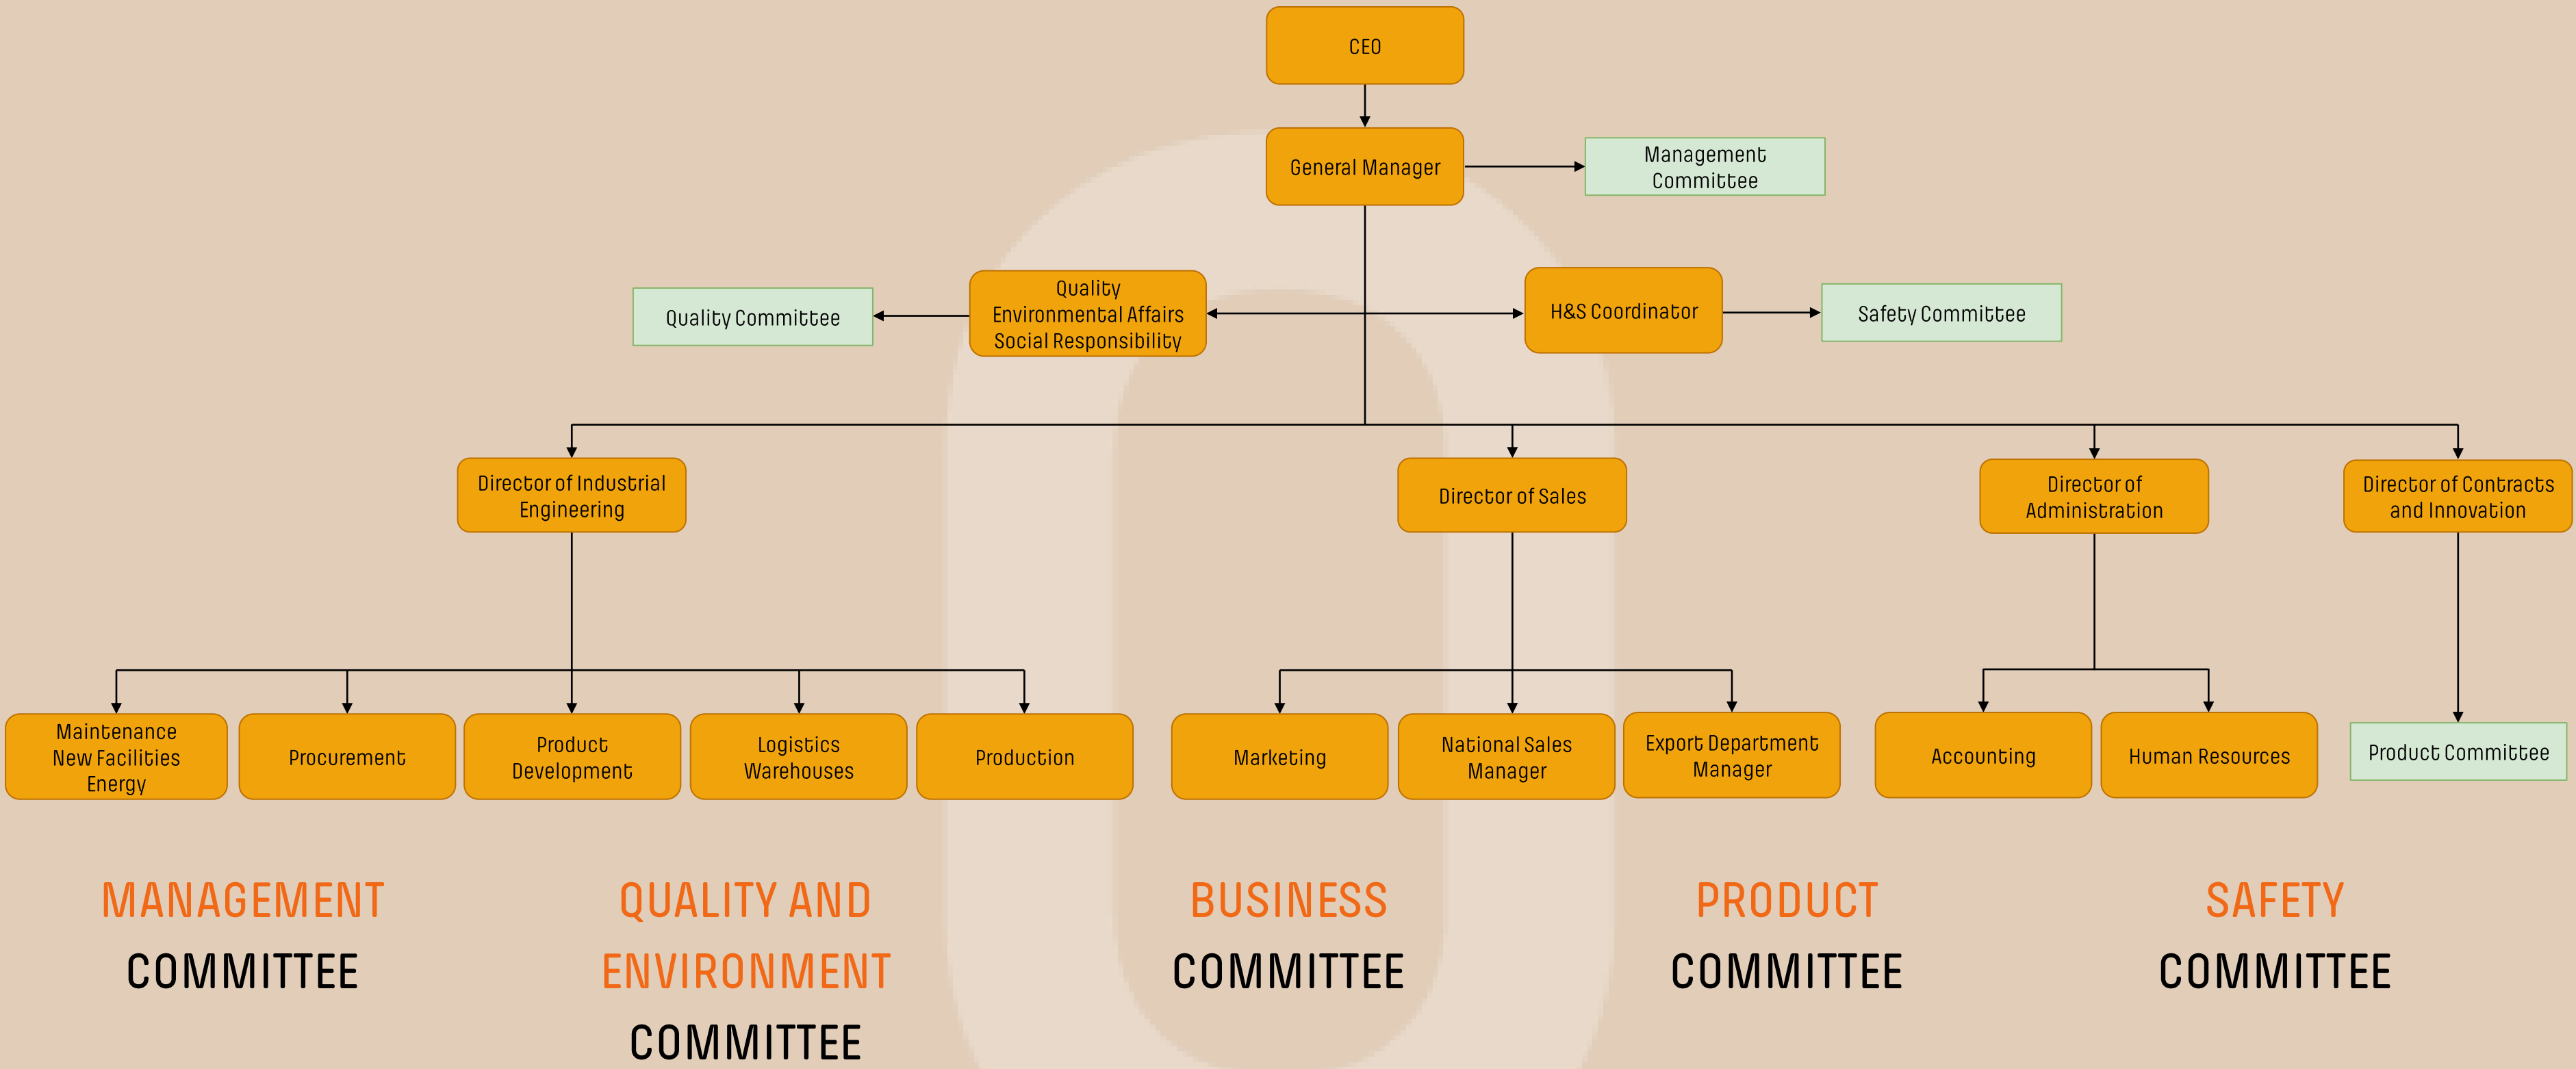 CEO
General Manager
Management
Committee
Quality Committee
Quality
Environmental Affairs
Social Responsibility
H&S Coordinator
Safety Committee
Director of Industrial
Engineering
Director of Sales
Director of
Administration
Director of Contracts
and Innovation
Maintenance
New Facilities
Energy
Procurement
Product
Development
Logistics
Warehouses
Production
Marketing
National Sales
Manager
Export Department
Manager
Accounting
Human Resources
Product Committee
MANAGEMENT
COMMITTEE
QUALITY AND
ENVIRONMENT
COMMITTEE
BUSINESS
COMMITTEE
PRODUCT
COMMITTEE
SAFETY
COMMITTEE